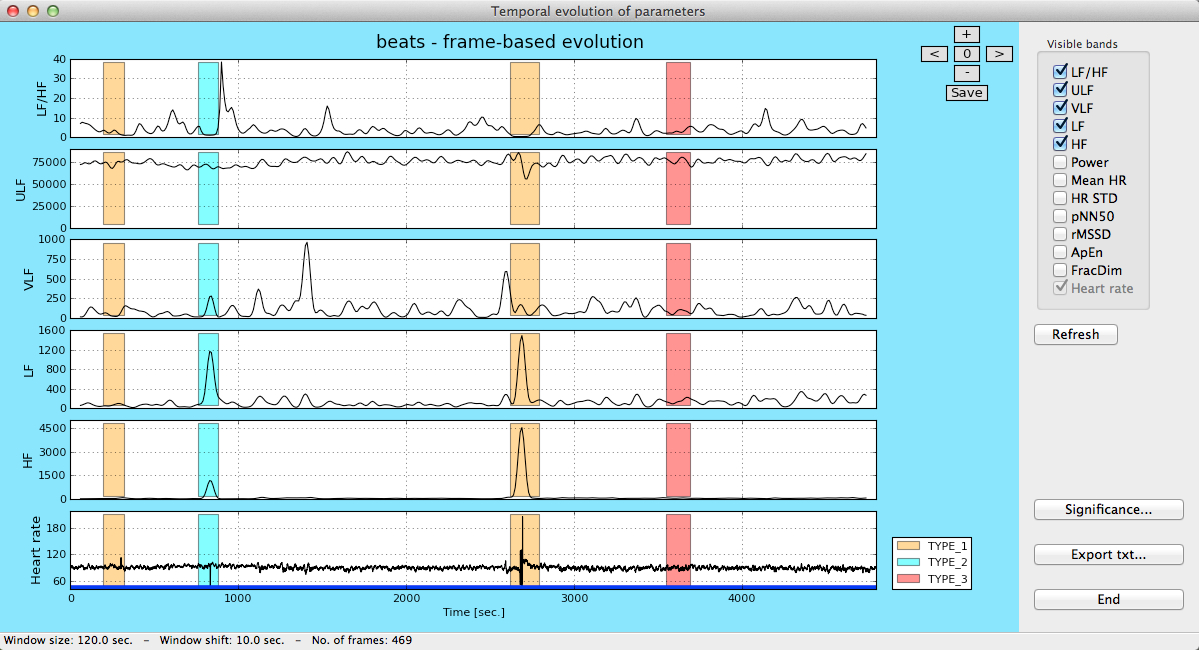 Temporal evolution of parameters
beats - frame-based evolution
+
< 0 >
-
Save
Visible bands
LF/HF
ULF
VLF
LF
HF
Power
Mean HR
HR STD
pNN50
rMSSD
ApEn
FracDim
Heart rate
Refresh
Significance...
Export txt...
End
LF/HF
40
30
20
10
0
ULF
75000
50000
25000
0
VLF
1000
750
500
250
0
LF
1600
1200
800
400
0
HF
4500
3000
1500
0
Heart rate
180
120
60
0 1000 2000 3000 4000
Time [sec.]
TYPE_1
TYPE_2
TYPE_3
Window size: 120.0 sec. - Window shift: 10.0 sec. - No. of frames: 469